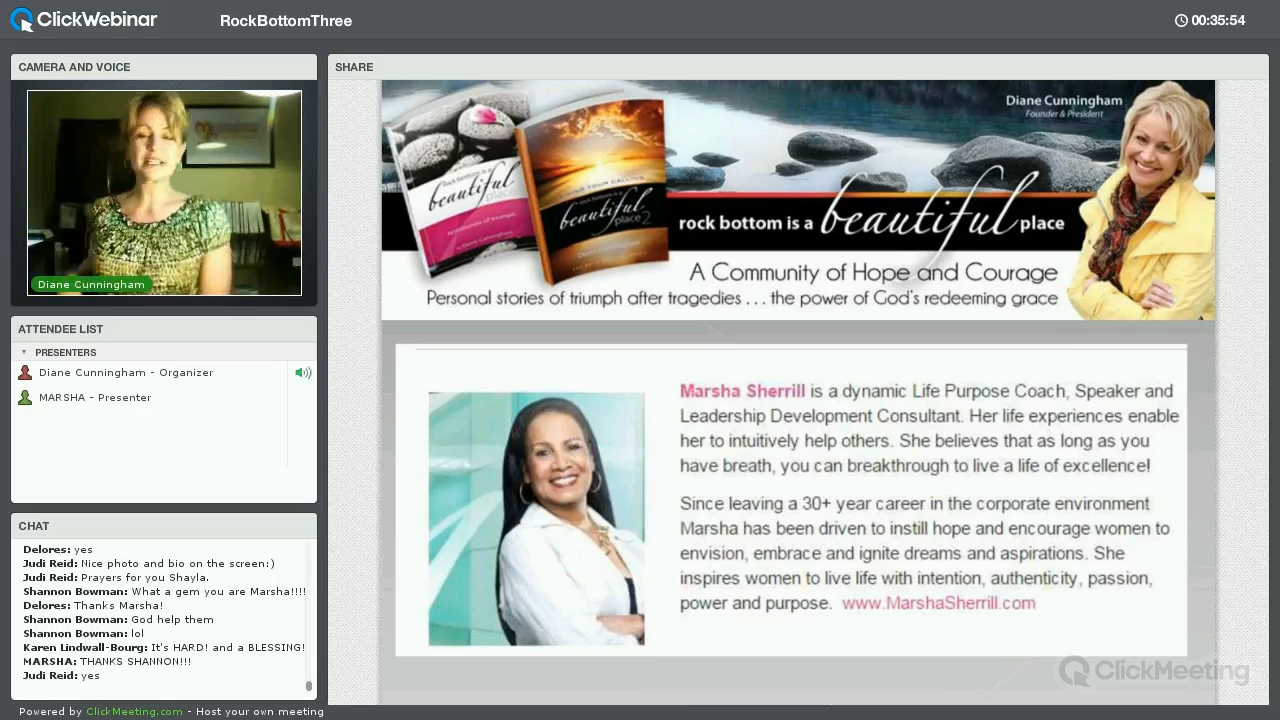 ClickWebinar
RockBottomThree
00:35:54
CAMERA AND VOICE
Diane Cunningham
ATTENDEE LIST
PRESENTERS
Diane Cunningham - Organizer
MARSHA - Presenter
CHAT
Delores: yes
Judi Reid: Nice photo and bio on the screen:)
Judi Reid: Prayers for you Shayla.
Shannon Bowman: What a gem you are Marsha!!!!
Delores: Thanks Marsha!
Shannon Bowman: God help them
Shannon Bowman: lol
Karen Lindwall-Bourg: It's HARD! and a BLESSING!
MARSHA: THANKS SHANNON!!!
Judi Reid: yes
Powered by ClickMeeting.com - Host your own meeting
SHARE
Diane Cunningham
Founder & President
beautiful
beautiful
place 2
rock bottom is a beautiful place
A Community of Hope and Courage
Personal stories of triumph after tragedies . . . the power of God's redeeming grace
Marsha Sherrill is a dynamic Life Purpose Coach, Speaker and
Leadership Development Consultant. Her life experiences enable
her to intuitively help others. She believes that as long as you
have breath, you can breakthrough to live a life of excellence!
Since leaving a 30+ year career in the corporate environment
Marsha has been driven to instill hope and encourage women to
envision, embrace and ignite dreams and aspirations. She
inspires women to live life with intention, authenticity, passion,
power and purpose. www.MarshaSherrill.com
ClickMeeting